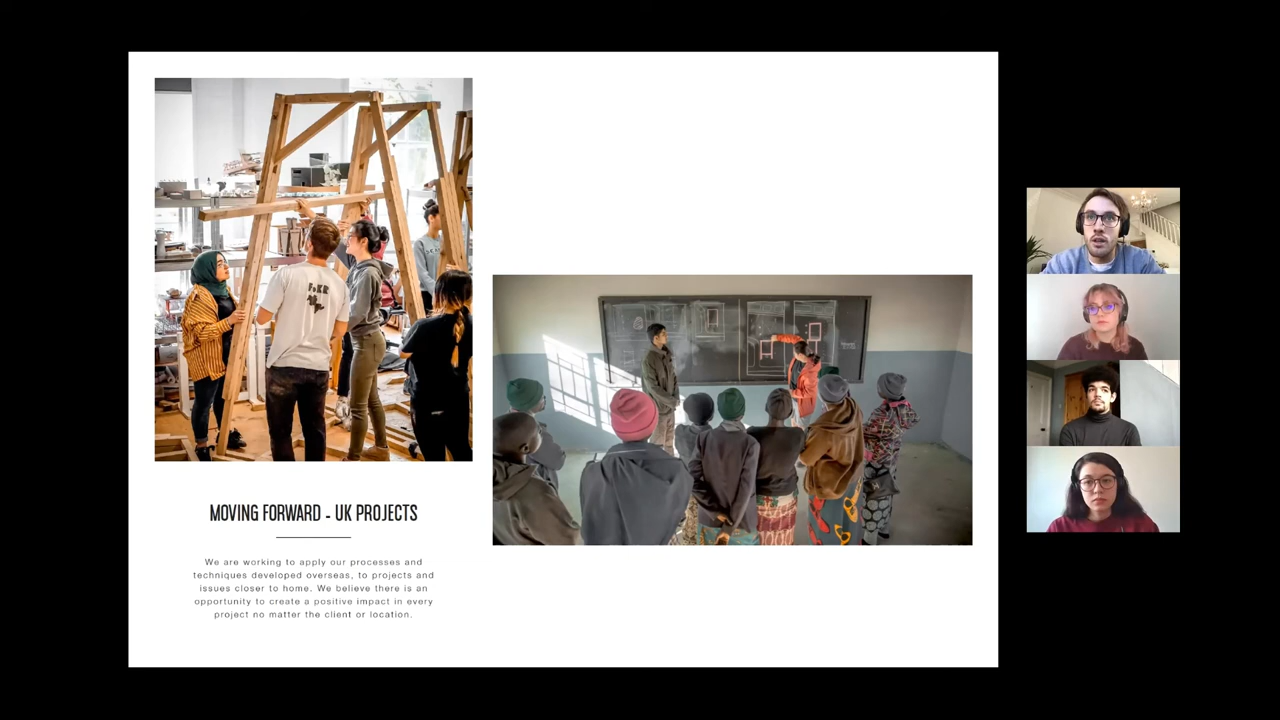 MOVING FORWARD - UK PROJECTS
We are working to apply our processes and
techniques developed overseas, to projects and
issues closer to home. We believe there is an
opportunity to create a positive impact in every
project no matter the client or location.